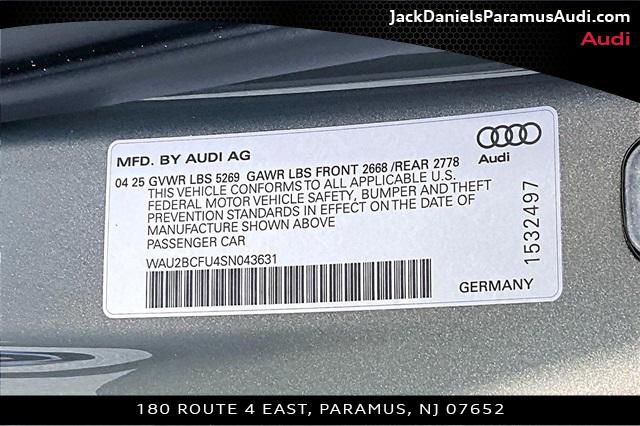 JackDanielsParamusAudi.com
Audi
MFD. BY AUDI AG
Audi
04 25 GVWR LBS 5269 GAWR LBS FRONT 2668 /REAR 2778
THIS VEHICLE CONFORMS TO ALL APPLICABLE U.S.
FEDERAL MOTOR VEHICLE SAFETY, BUMPER AND THEFT
PREVENTION STANDARDS IN EFFECT ON THE DATE OF
MANUFACTURE SHOWN ABOVE
PASSENGER CAR
WAU2BCFU4SN043631
1532497
GERMANY
180 ROUTE 4 EAST, PARAMUS, NJ 07652